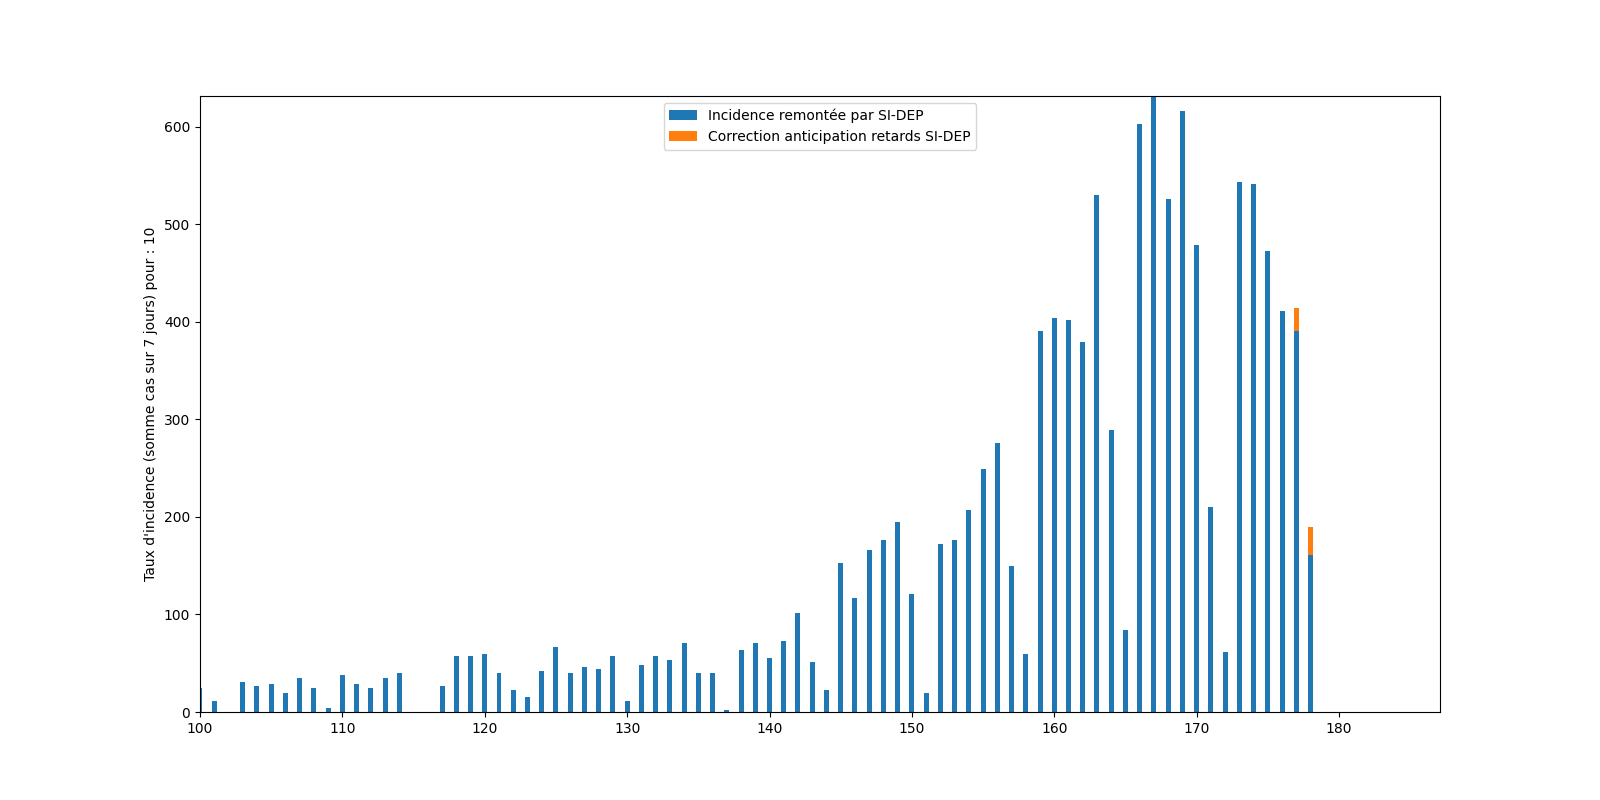 Incidence remontée par SI-DEP
Correction anticipation retards SI-DEP
Taux d'incidence (somme cas sur 7 jours) pour : 10
600
500
400
300
200
100
0
100 110 120 130 140 150 160 170 180